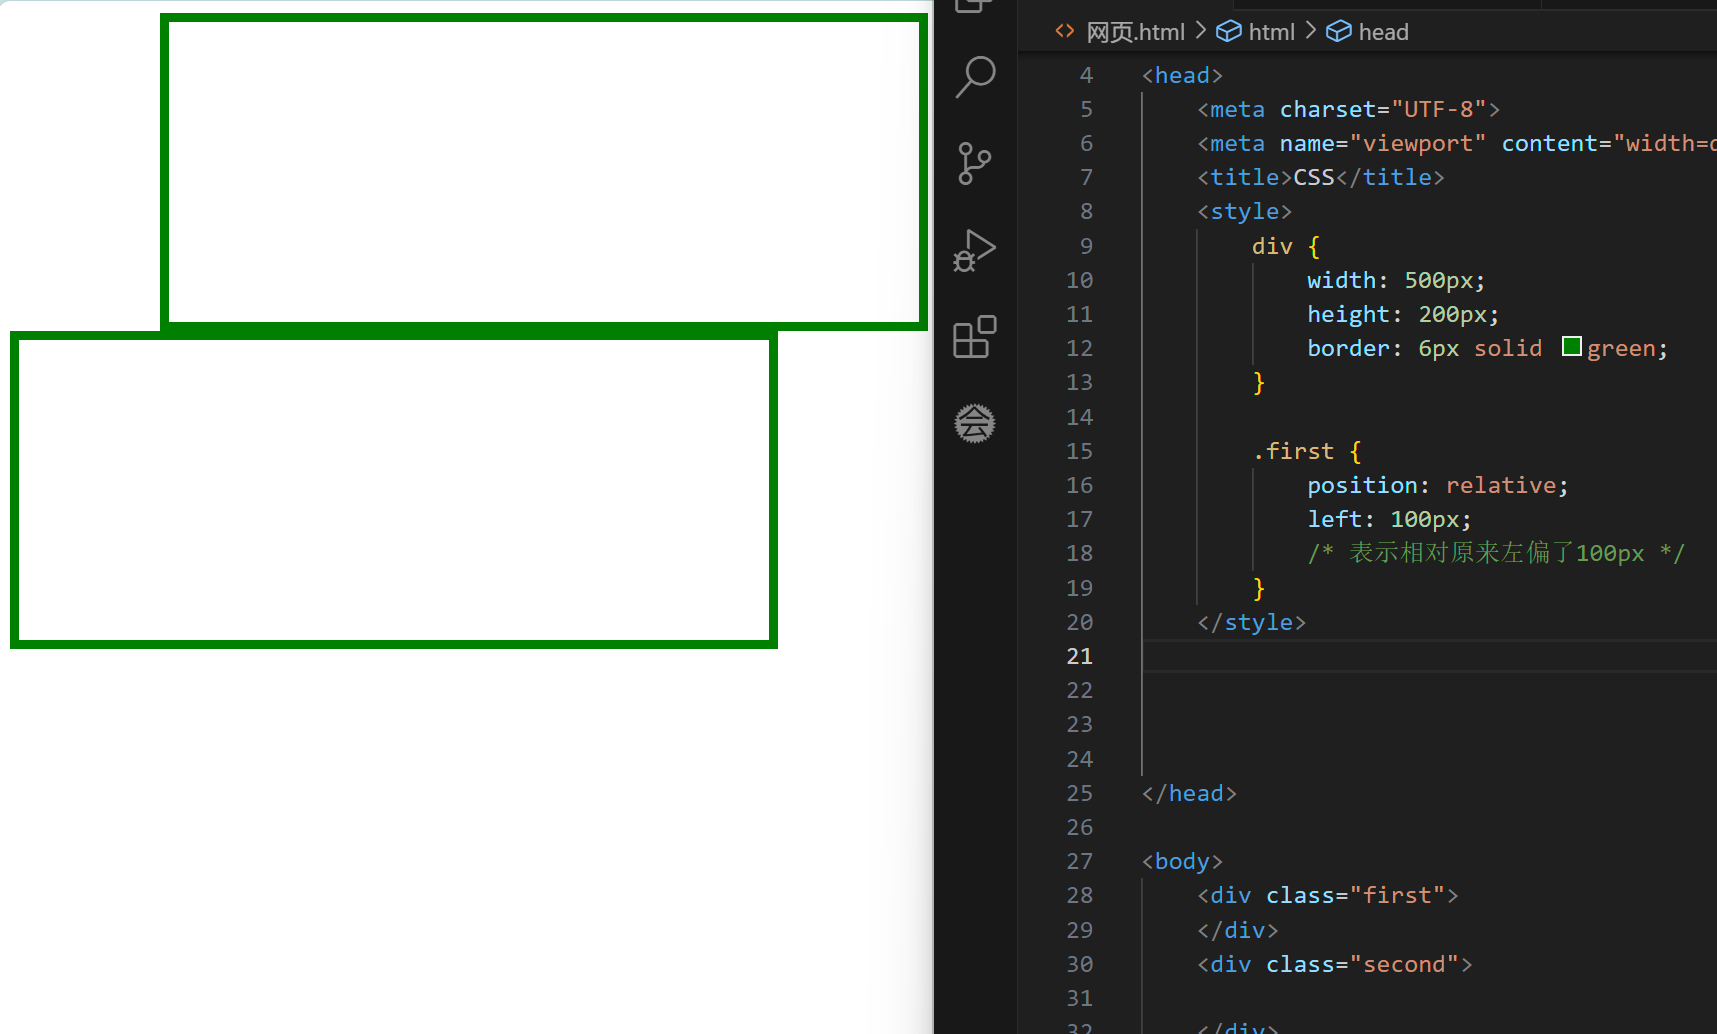 网页.html > html > head
4 <head>
5 <meta charset="UTF-8">
6 <meta name="viewport" content="width=
7 <title>CSS</title>
8 <style>
9 div {
10 width: 500px;
11 height: 200px;
12 border: 6px solid green;
13 }
14
15 .first {
16 position: relative;
17 left: 100px;
18 /* 表示相对原来左偏了100px */
19 }
20 </style>
21
22
23
24
25 </head>
26
27 <body>
28 <div class="first">
29 </div>
30 <div class="second">
31
32 </div>
会